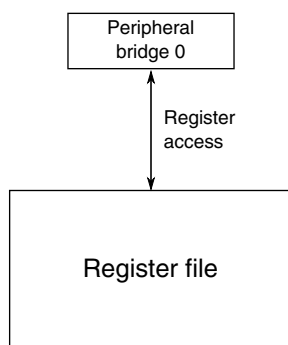 Peripheral
bridge 0
Register
access
Register file